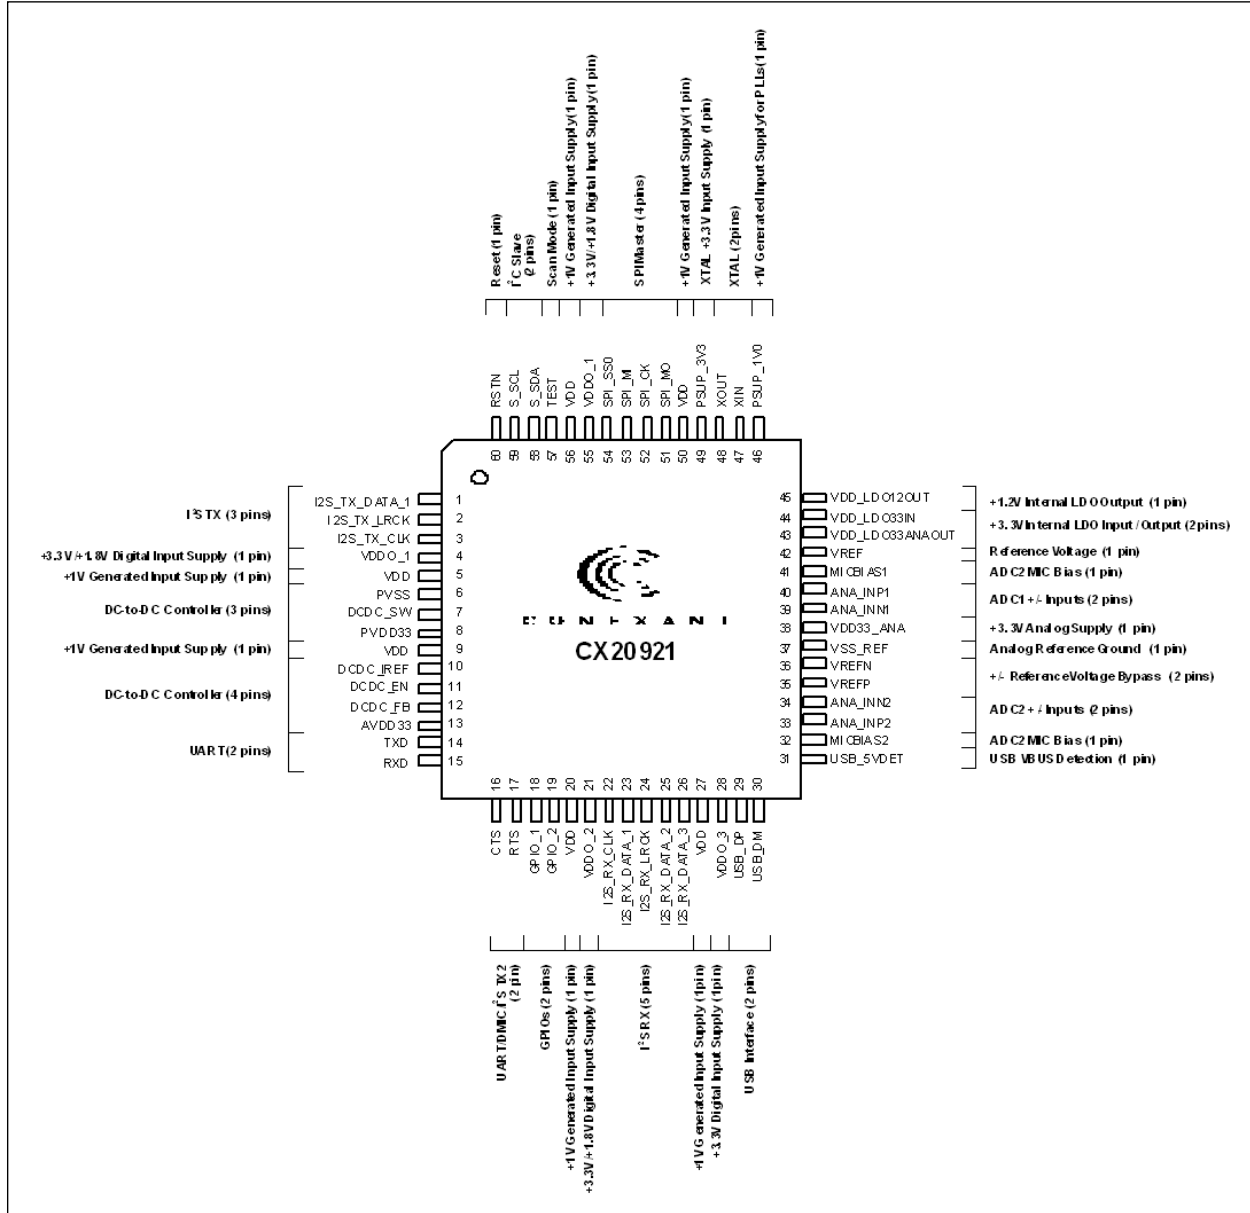 Reset (1 pin)
I²C Slave
(2 pins)
Scan Mode (1 pin)
+1V Generated Input Supply (1 pin)
+3.3V/+1.8V Digital Input Supply (1 pin)
SPI Master (4 pins)
+1V Generated Input Supply (1 pin)
XTAL +3.3V Input Supply (1 pin)
XTAL (2 pins)
+1V Generated Input Supply for PLLs (1 pin)
RSTN
S_SCL
S_SDA
TEST
VDD
VDDO_1
SPI_SS0
SPI_MI
SPI_CK
SPI_MO
VDD
PSUP_3V3
XOUT
XIN
PSUP_1V0
60
59
58
57
56
55
54
53
52
51
50
49
48
47
46
I²S TX (3 pins)
+3.3V/+1.8V Digital Input Supply (1 pin)
+1V Generated Input Supply (1 pin)
DC-to-DC Controller (3 pins)
+1V Generated Input Supply (1 pin)
DC-to-DC Controller (4 pins)
UART (2 pins)
I2S_TX_DATA_1 1
I2S_TX_LRCK 2
I2S_TX_CLK 3
VDDO_1 4
VDD 5
PVSS 6
DCDC_SW 7
PVDD33 8
VDD 9
DCDC_IREF 10
DCDC_EN 11
DCDC_FB 12
AVDD33 13
TXD 14
RXD 15
CONEXANT
CX20921
45 VDD_LDO12OUT
44 VDD_LDO33IN
43 VDD_LDO33ANAOUT
42 VREF
41 MICBIAS1
40 ANA_INP1
39 ANA_INN1
38 VDD33_ANA
37 VSS_REF
36 VREFN
35 VREFP
34 ANA_INN2
33 ANA_INP2
32 MICBIAS2
31 USB_5VDET
+1.2V Internal LDO Output (1 pin)
+3.3V Internal LDO Input/Output (2 pins)
Reference Voltage (1 pin)
ADC2 MIC Bias (1 pin)
ADC1 +/- Inputs (2 pins)
+3.3V Analog Supply (1 pin)
Analog Reference Ground (1 pin)
+/- Reference Voltage Bypass (2 pins)
ADC2 +/- Inputs (2 pins)
ADC2 MIC Bias (1 pin)
USB VBUS Detection (1 pin)
16
17
18
19
20
21
22
23
24
25
26
27
28
29
30
CTS
RTS
GPIO_1
GPIO_2
VDD
VDDO_2
I2S_RX_CLK
I2S_RX_DATA_1
I2S_RX_LRCK
I2S_RX_DATA_2
I2S_RX_DATA_3
VDD
VDDO_3
USB_DP
USB_DM
UART/DMIC/I²S TX2
(2 pin)
GPIOs (2 pins)
+1V Generated Input Supply (1 pin)
+3.3V/+1.8V Digital Input Supply (1 pin)
I²S RX (5 pins)
+1V Generated Input Supply (1pin)
+3.3V Digital Input Supply (1pin)
USB Interface (2 pins)